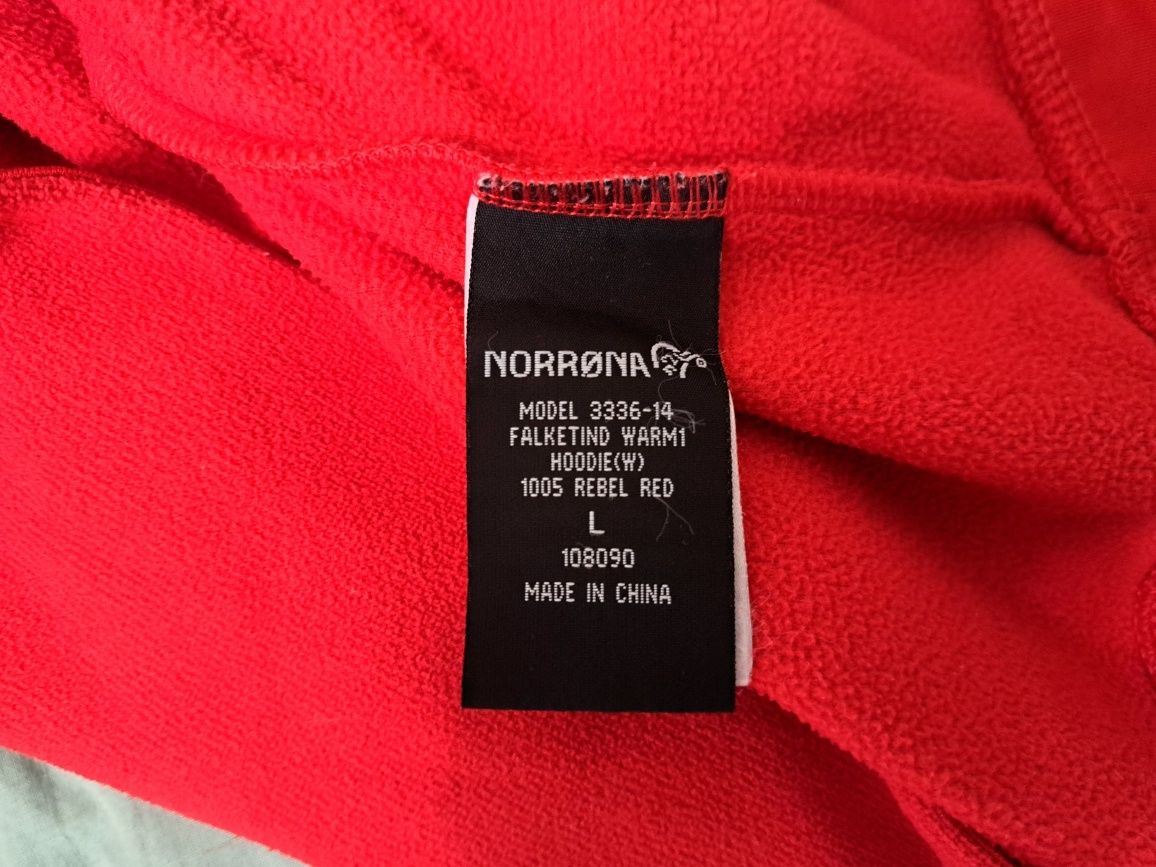 NORRØNA
MODEL 3336-14
FALKETIND WARM1
HOODIE(W)
1005 REBEL RED
L
108090
MADE IN CHINA